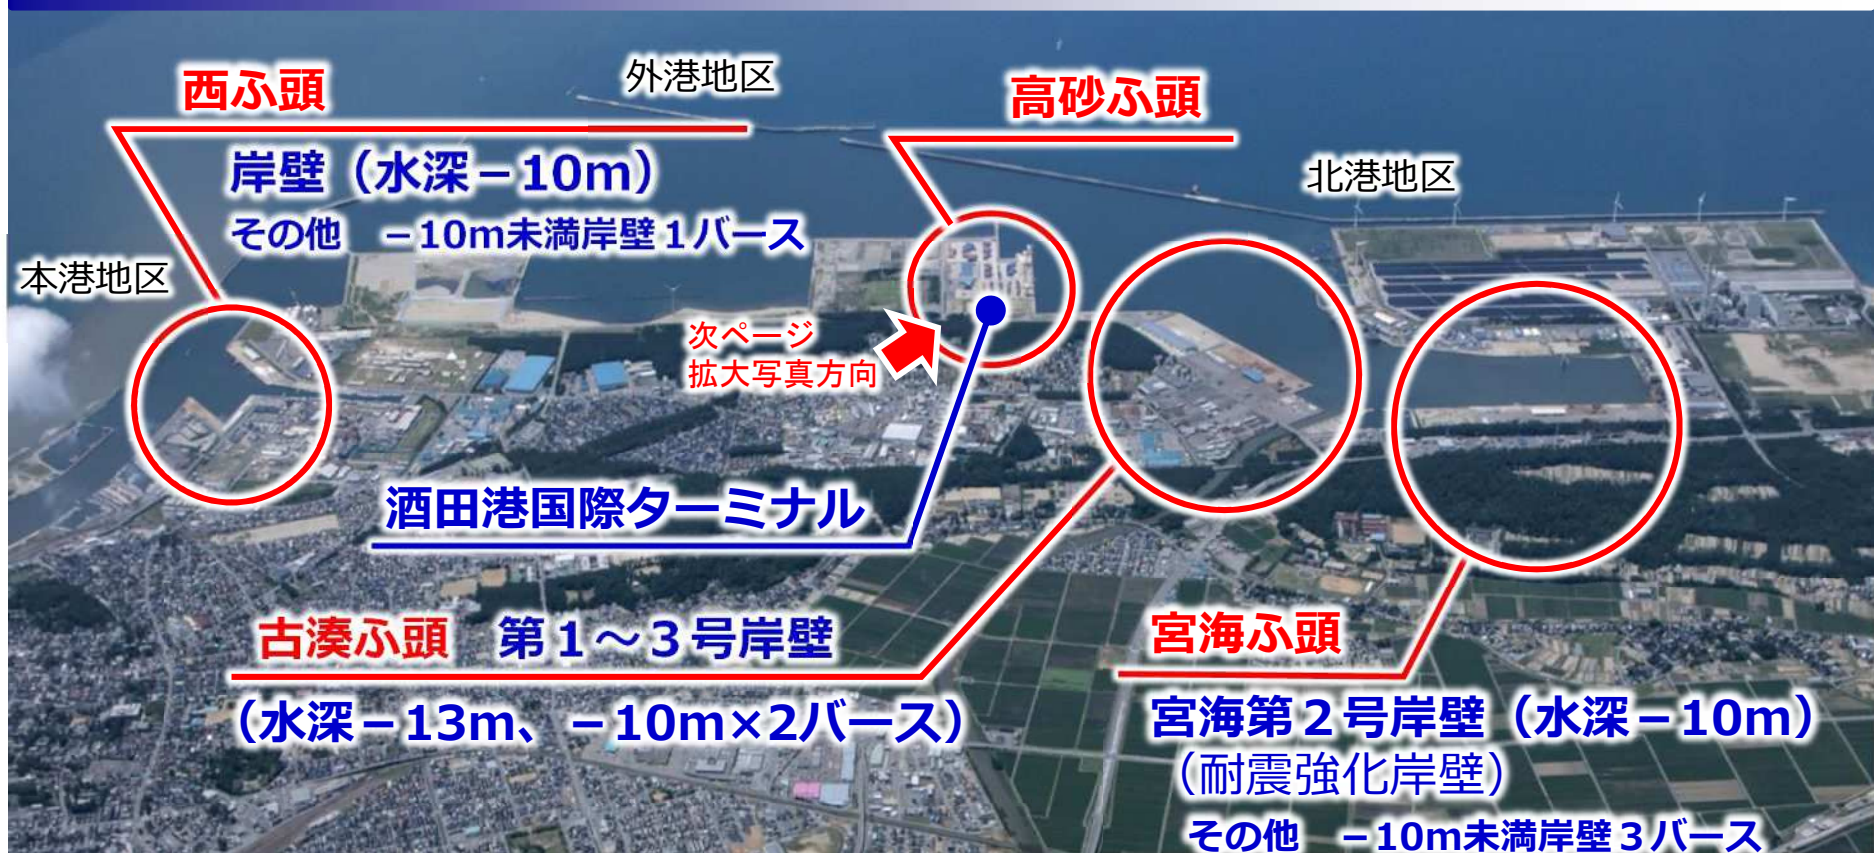 西ふ頭
外港地区
高砂ふ頭
岸壁（水深－10m）
その他　－10m未満岸壁１バース
北港地区
本港地区
次ページ
拡大写真方向
酒田港国際ターミナル
古湊ふ頭　第１～３号岸壁
（水深－13m、－10m×2バース）
宮海ふ頭
宮海第２号岸壁（水深－10m）
（耐震強化岸壁）
その他　－10m未満岸壁３バース